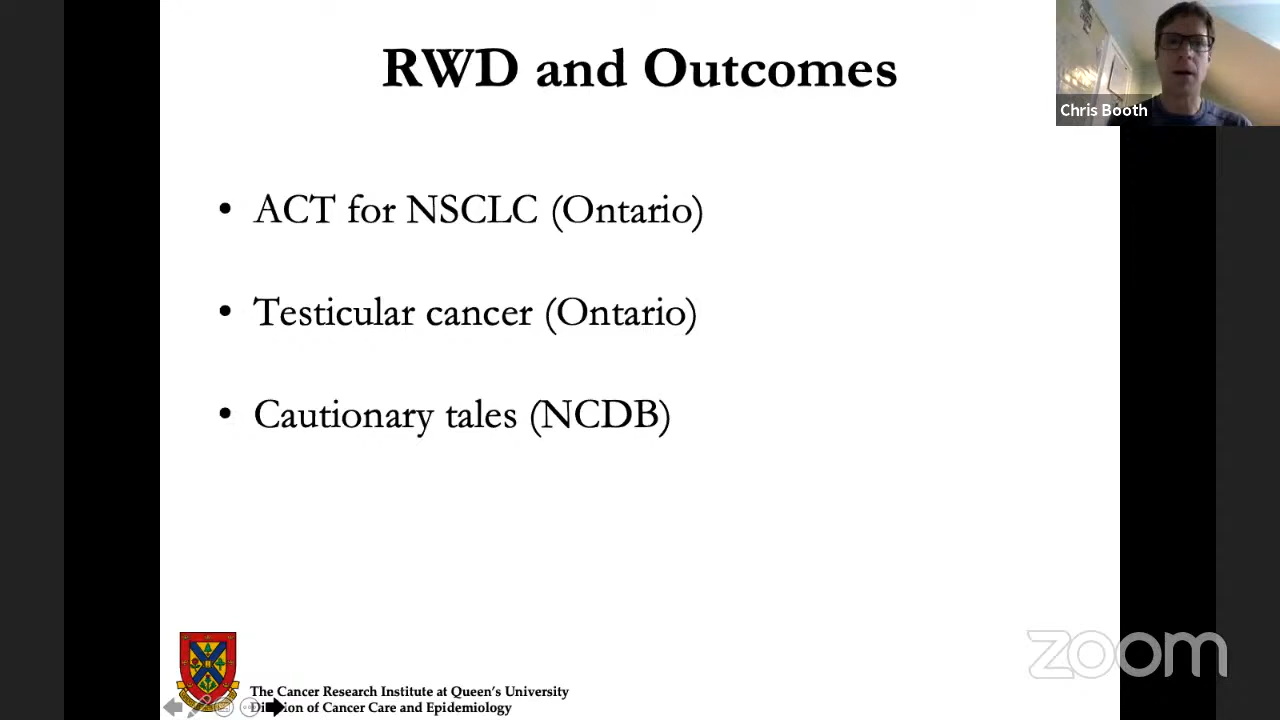 RWD and Outcomes
Chris Booth
• ACT for NSCLC (Ontario)
• Testicular cancer (Ontario)
• Cautionary tales (NCDB)
zoom
The Cancer Research Institute at Queen's University
of Cancer Care and Epidemiology